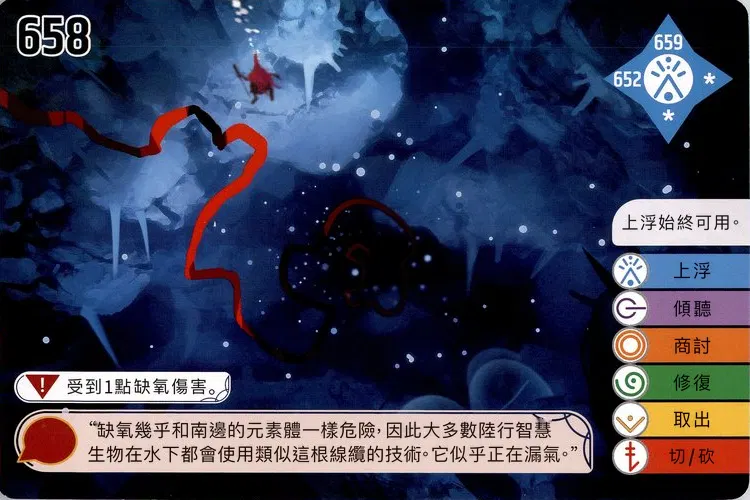 658
659
652 *
*
上浮始終可用。
上浮
傾聽
商討
修復
取出
切/砍
! 受到1點缺氧傷害。
“缺氧幾乎和南邊的元素體一樣危險，因此大多數陸行智慧
生物在水下都會使用類似這根線纜的技術。它似乎正在漏氣。”